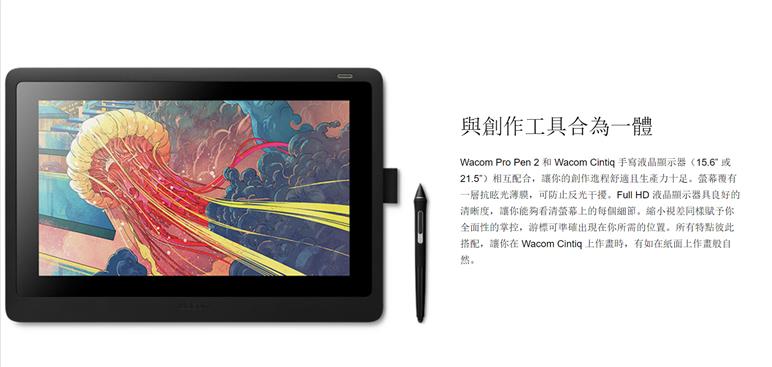 與創作工具合為一體
Wacom Pro Pen 2 和 Wacom Cintiq 手寫液晶顯示器（15.6” 或
21.5”）相互配合，讓你的創作進程舒適且生產力十足。螢幕覆有
一層抗眩光薄膜，可防止反光干擾。Full HD 液晶顯示器具良好的
清晰度，讓你能夠看清螢幕上的每個細節。縮小視差同樣賦予你
全面性的掌控，游標可準確出現在你所需的位置。所有特點彼此
搭配，讓你在 Wacom Cintiq 上作畫時，有如在紙面上作畫般自
然。